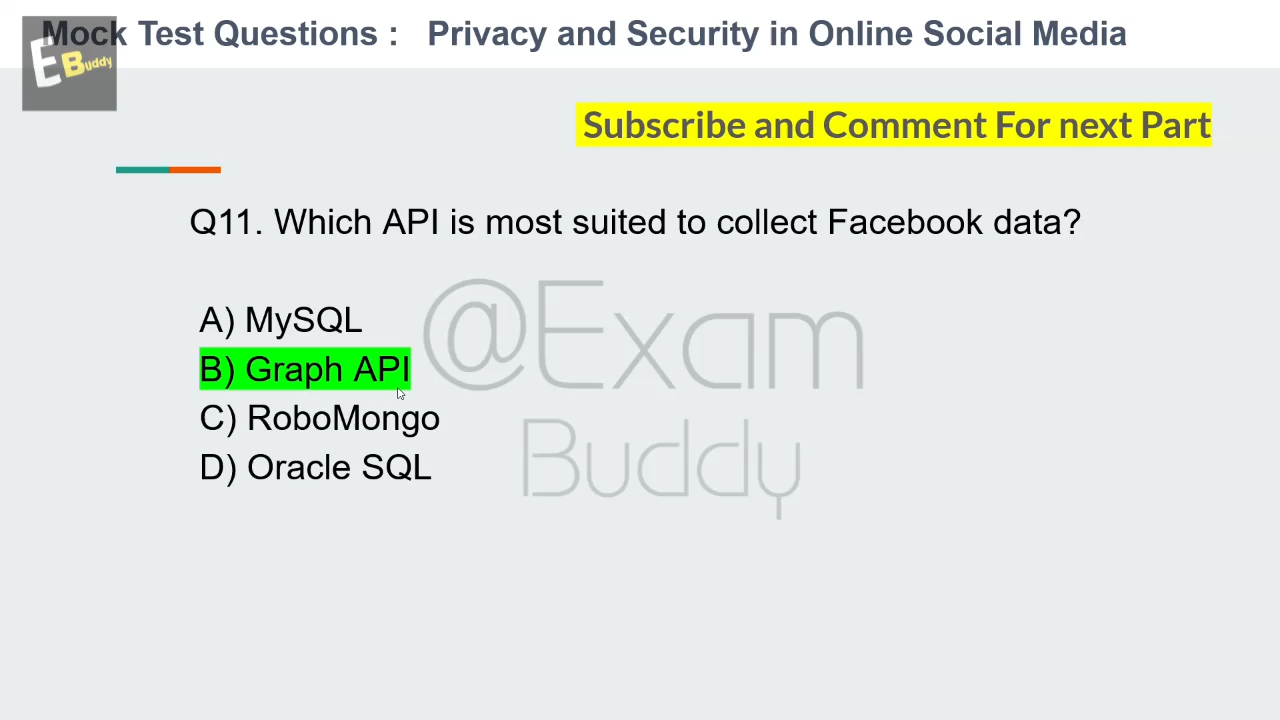 Mock Test Questions : Privacy and Security in Online Social Media
E Buddy
Subscribe and Comment For next Part
Q11. Which API is most suited to collect Facebook data?
A) MySQL
B) Graph API
C) RoboMongo
D) Oracle SQL
@Exam
Buddy